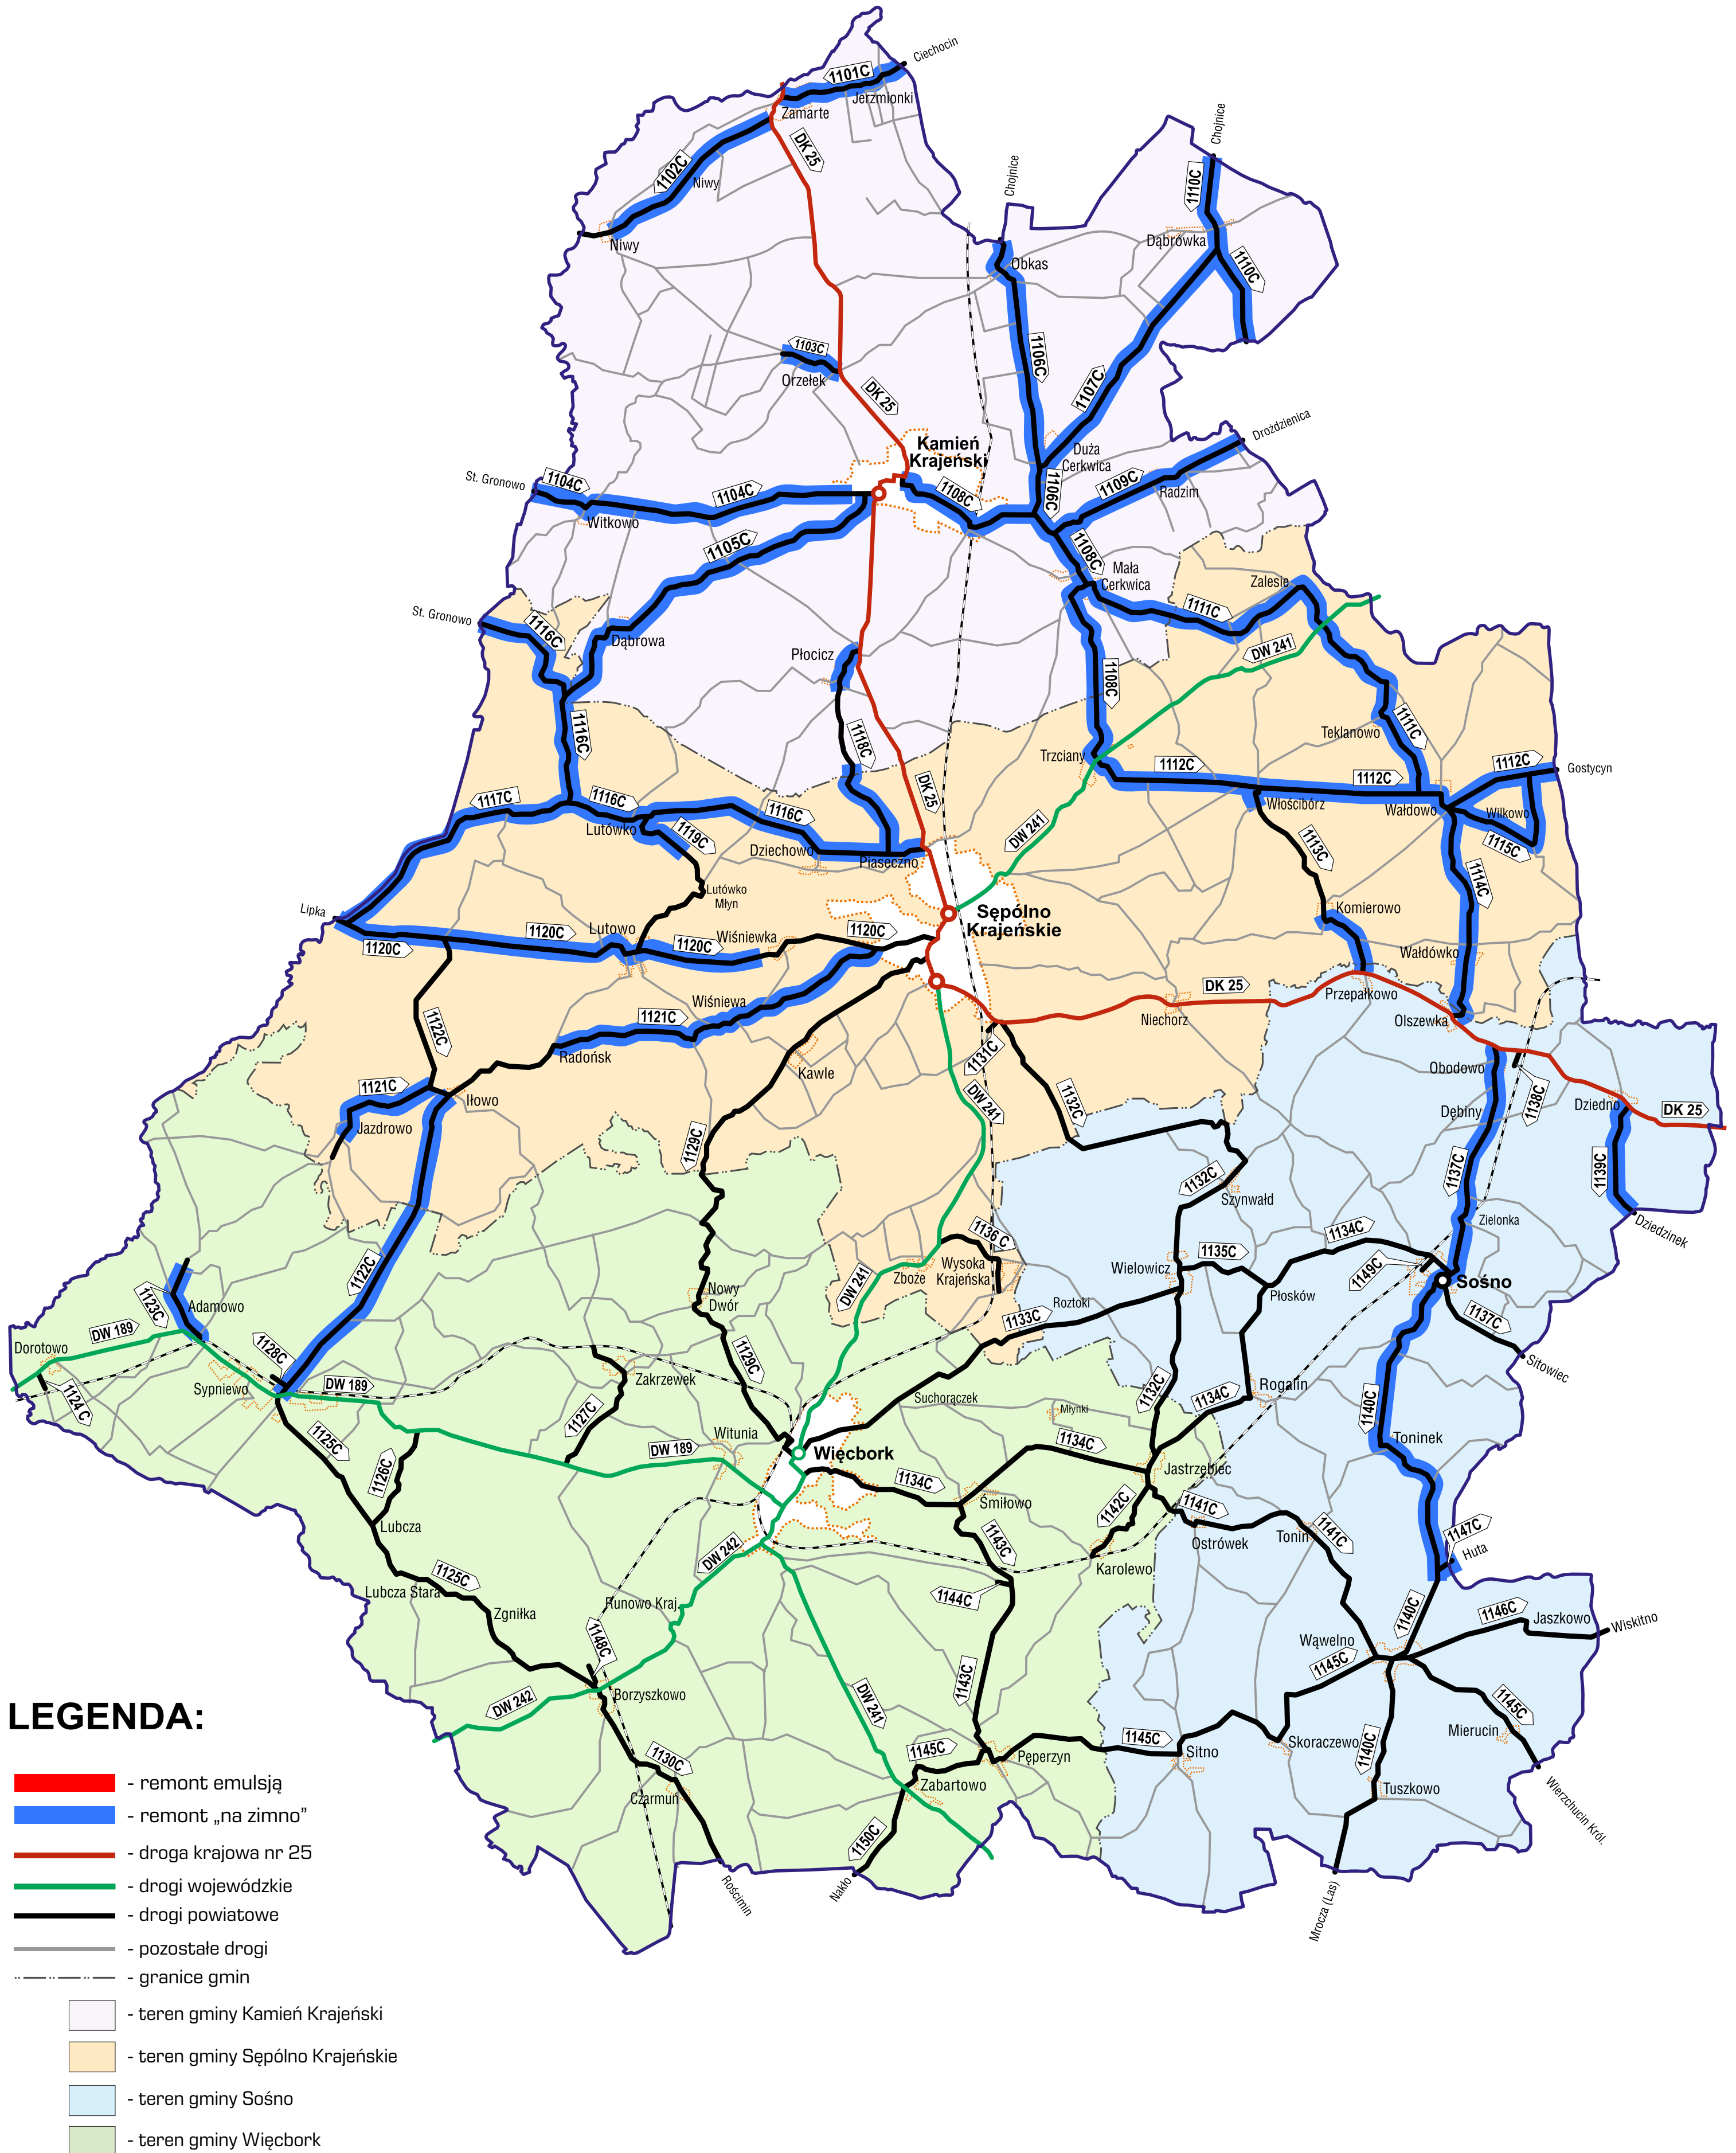 Ciechocin
1101C
Jerzmionki
Zamarte
DK 25
1102C
Niwy
Niwy
Chojnice
Chojnice
1110C
Dąbrówka
1110C
Obkas
1106C
1107C
1103C
Orzełek
DK 25
Kamień
Krajeński
Duża
Cerkwica
Drożdzienica
St. Gronowo
1104C
1104C
Witkowo
1108C
1106C
1109C
Radzim
1105C
1108C
Mała
Cerkwica
Zalesie
1111C
St. Gronowo
1116C
Dąbrowa
Płocicz
DW 241
1108C
1116C
1118C
Trzciany
Teklanowo
1111C
1112C
1112C
1112C
Gostycyn
DK 25
1117C
1116C
1116C
Lutówko
1119C
Dziechowo
Piaseczno
DW 241
Włościbórz
Wałdowo
Wilkowo
1115C
1113C
1114C
Lutówko
Młyn
Lipka
1120C
1120C
Lutowo
1120C
Wiśniewka
1120C
Sępólno
Krajeńskie
Komierowo
Wałdówko
DK 25
Przepałkowo
Wiśniewa
1121C
Radońsk
Niechorz
Olszewka
1122C
1121C
Iłowo
Jazdrowo
Kawle
1131C
1132C
DW 241
Obodowo
1138C
Dębiny
Dziedno
DK 25
1129C
1132C
Szynwałd
1137C
1139C
Zielonka
Dziedzinek
1136 C
Wysoka
Krajeńska
Zboże
1134C
1135C
Wielowicz
1149C
Sośno
Płosków
1122C
1123C
Adamowo
Nowy
Dwór
DW 241
Roztoki
1133C
1137C
Sitowiec
DW 189
Dorotowo
1124 C
1128C
Sypniewo
DW 189
1129C
Zakrzewek
1127C
Suchorączek
Młynki
1132C
1134C
Rogalin
1140C
Toninek
1125C
1126C
Witunia
DW 189
Więcbork
1134C
1134C
Jastrzębiec
Śmiłowo
1142C
1141C
Ostrówek
Tonin
1141C
1147C
Huta
Lubcza
DW 242
1143C
Karolewo
1125C
Lubcza Stara
Zgniłka
Runowo Kraj.
1144C
1140C
1146C
Jaszkowo
Wiskitno
1148C
Wąwelno
1145C
1143C
DW 242
Borzyszkowo
DW 241
1145C
1145C
Mierucin
1130C
Czarmuń
1145C
Zabartowo
Pęperzyn
Sitno
Skoraczewo
1140C
Tuszkowo
Wierzchucin Król.
1150C
Nakło
Rościmin
Mrocza (Las)
LEGENDA:
- remont emulsją
- remont „na zimno”
- droga krajowa nr 25
- drogi wojewódzkie
- drogi powiatowe
- pozostałe drogi
- granice gmin
- teren gminy Kamień Krajeński
- teren gminy Sępólno Krajeńskie
- teren gminy Sośno
- teren gminy Więcbork